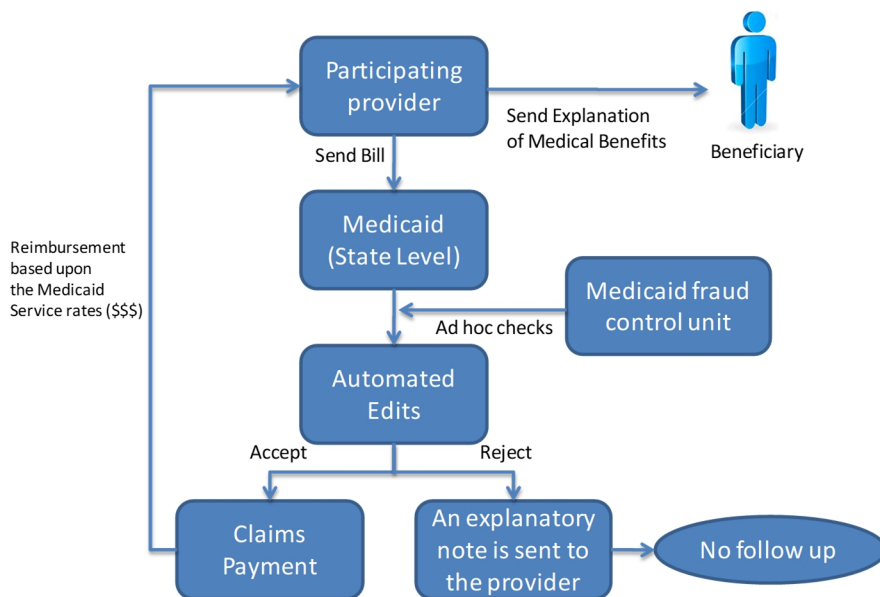 Participating
provider
Send Explanation
of Medical Benefits
Beneficiary
Send Bill
Medicaid
(State Level)
Reimbursement
based upon
the Medicaid
Service rates ($$$)
Medicaid fraud
control unit
Ad hoc checks
Automated
Edits
Accept
Reject
Claims
Payment
An explanatory
note is sent to
the provider
No follow up